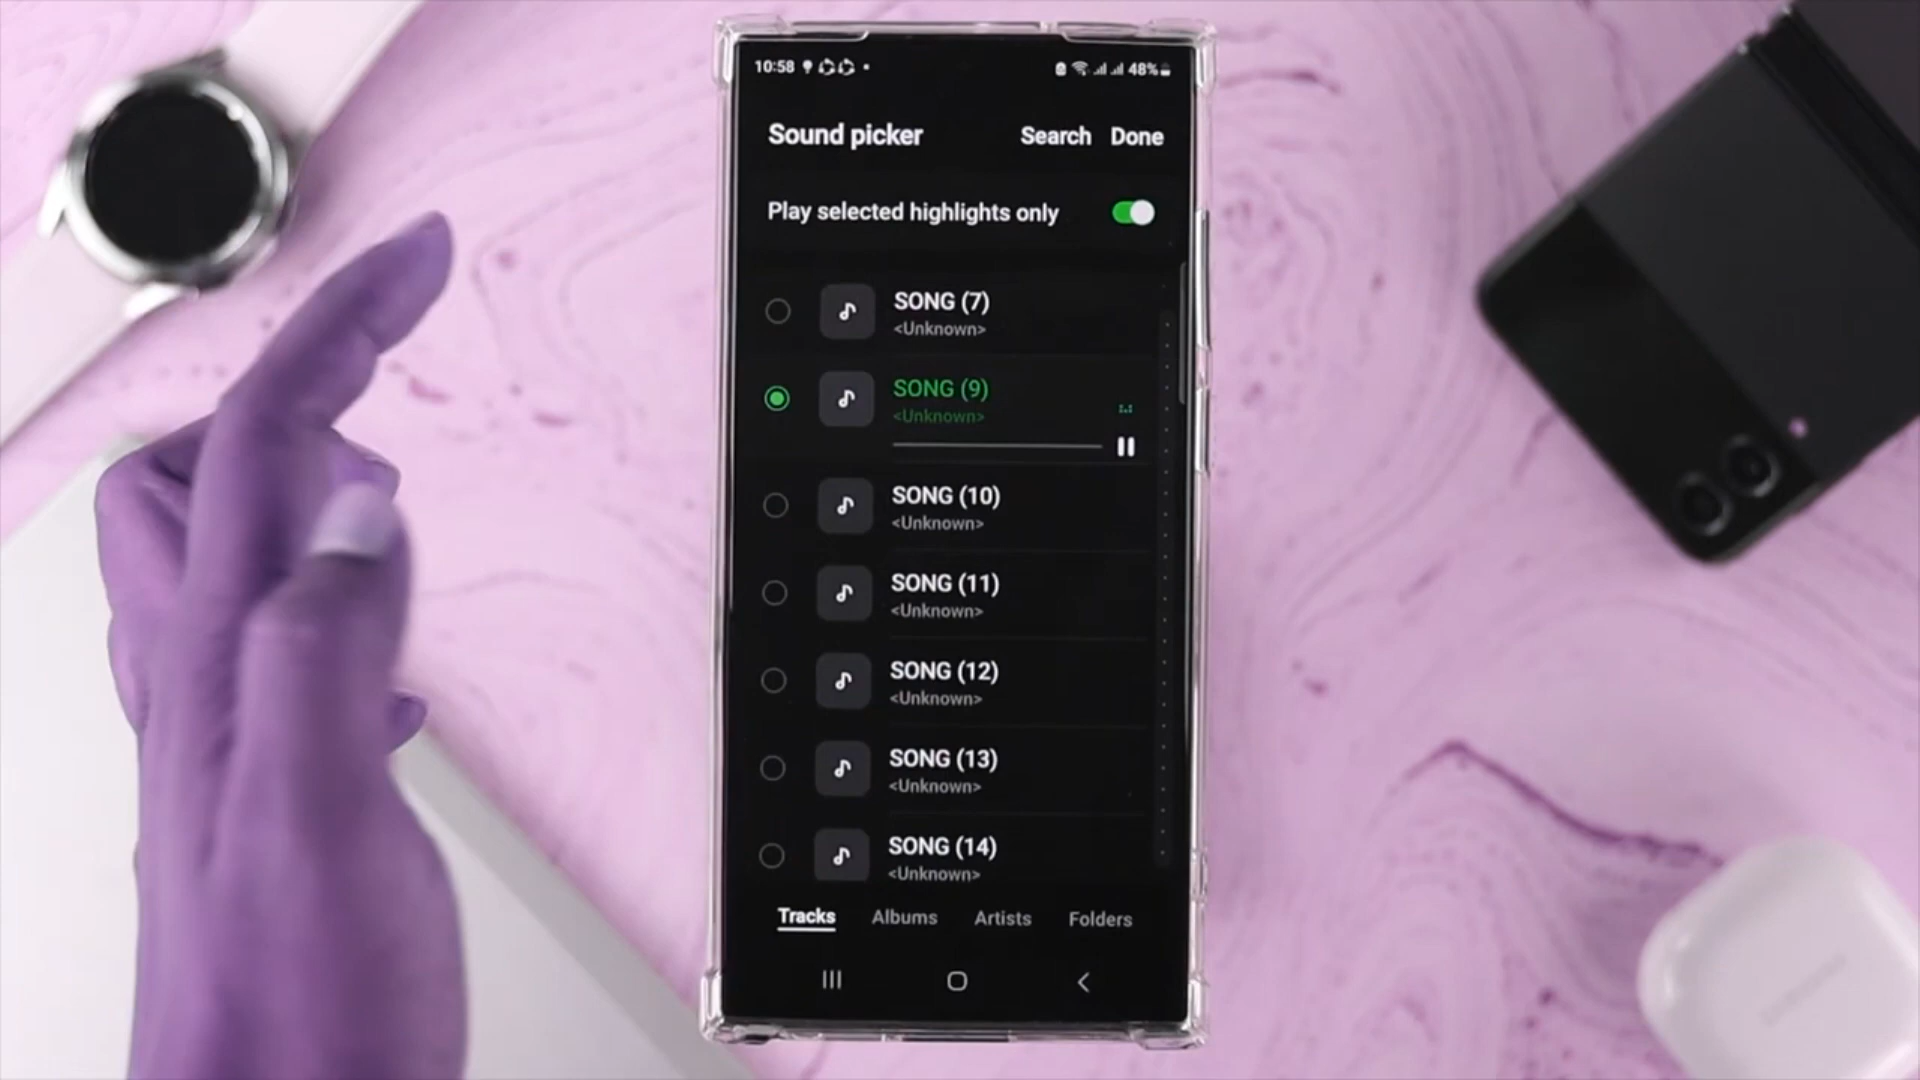 10:58 48%
Sound picker Search Done
Play selected highlights only
SONG (7)
<Unknown>
SONG (9)
<Unknown>
SONG (10)
<Unknown>
SONG (11)
<Unknown>
SONG (12)
<Unknown>
SONG (13)
<Unknown>
SONG (14)
<Unknown>
Tracks Albums Artists Folders